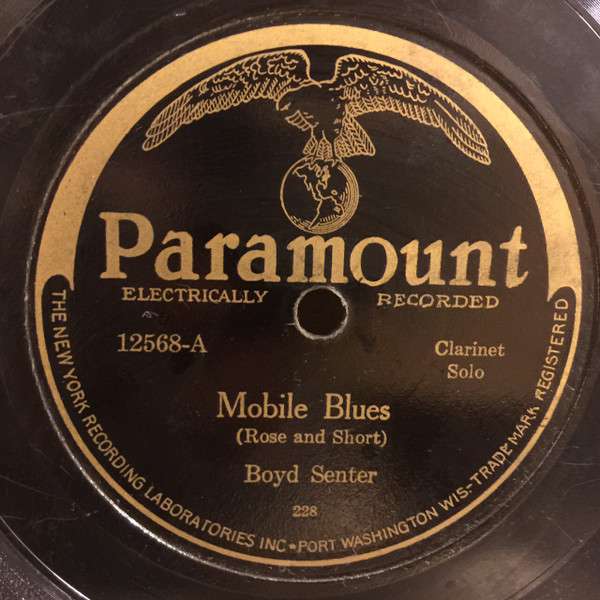 Paramount
ELECTRICALLY RECORDED
12568-A
Clarinet
Solo
Mobile Blues
(Rose and Short)
Boyd Senter
228
THE NEW YORK RECORDING LABORATORIES INC•PORT WASHINGTON WIS-TRADE MARK REGISTERED